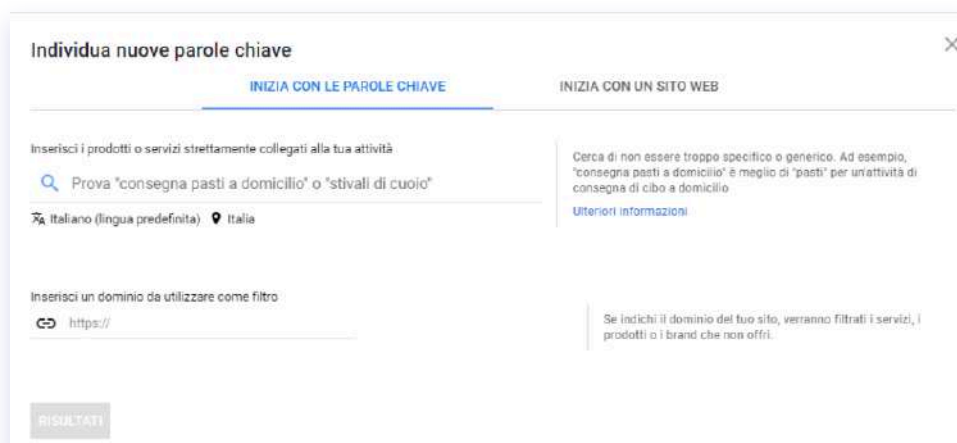 Individua nuove parole chiave
INIZIA CON LE PAROLE CHIAVE
INIZIA CON UN SITO WEB
Inserisci i prodotti o servizi strettamente collegati alla tua attività
Prova "consegna pasti a domicilio" o "stivali di cuoio"
Italiano (lingua predefinita) Italia
Cerca di non essere troppo specifico o generico. Ad esempio,
"consegna pasti a domicilio" è meglio di "pasti" per un'attività di
consegna di cibo a domicilio
Ulteriori informazioni
Inserisci un dominio da utilizzare come filtro
https://
Se indichi il dominio del tuo sito, verranno filtrati i servizi, i
prodotti o i brand che non offri.
RISULTATI